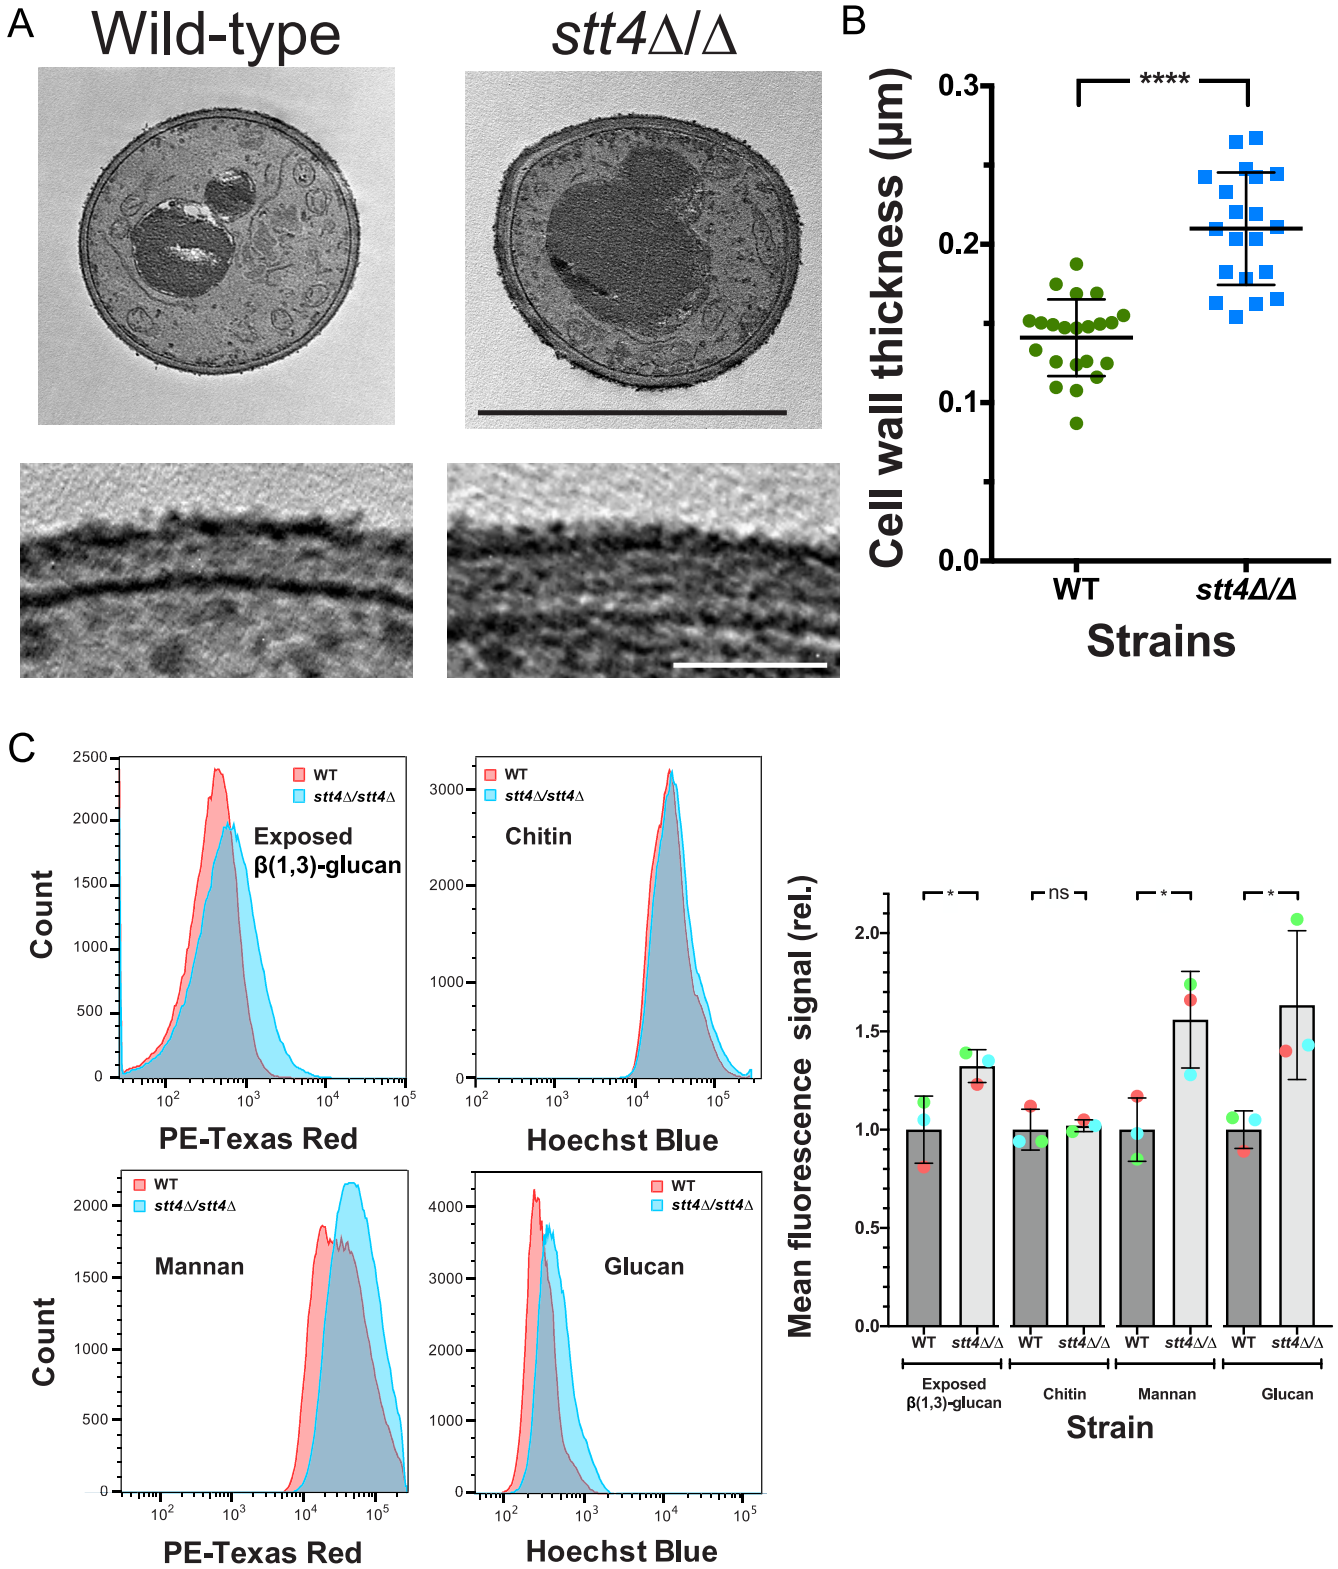 A
Wild-type
stt4Δ/Δ
B
0.3
0.2
0.1
0.0
Cell wall thickness (μm)
****
WT
stt4Δ/Δ
Strains
C
2500
2000
1500
1000
500
0
Count
WT
stt4Δ/stt4Δ
Exposed
β(1,3)-glucan
10² 10³ 10⁴ 10⁵
PE-Texas Red
3000
2000
1000
0
WT
stt4Δ/stt4Δ
Chitin
10² 10³ 10⁴ 10⁵
Hoechst Blue
2000
1500
1000
500
0
Count
WT
stt4Δ/stt4Δ
Mannan
10² 10³ 10⁴ 10⁵
PE-Texas Red
4000
3000
2000
1000
0
WT
stt4Δ/stt4Δ
Glucan
10² 10³ 10⁴ 10⁵
Hoechst Blue
Mean fluorescence signal (rel.)
2.0
1.5
1.0
0.5
0.0
* ns * *
WT stt4Δ/Δ WT stt4Δ/Δ WT stt4Δ/Δ WT stt4Δ/Δ
Exposed
β(1,3)-glucan
Chitin
Mannan
Glucan
Strain